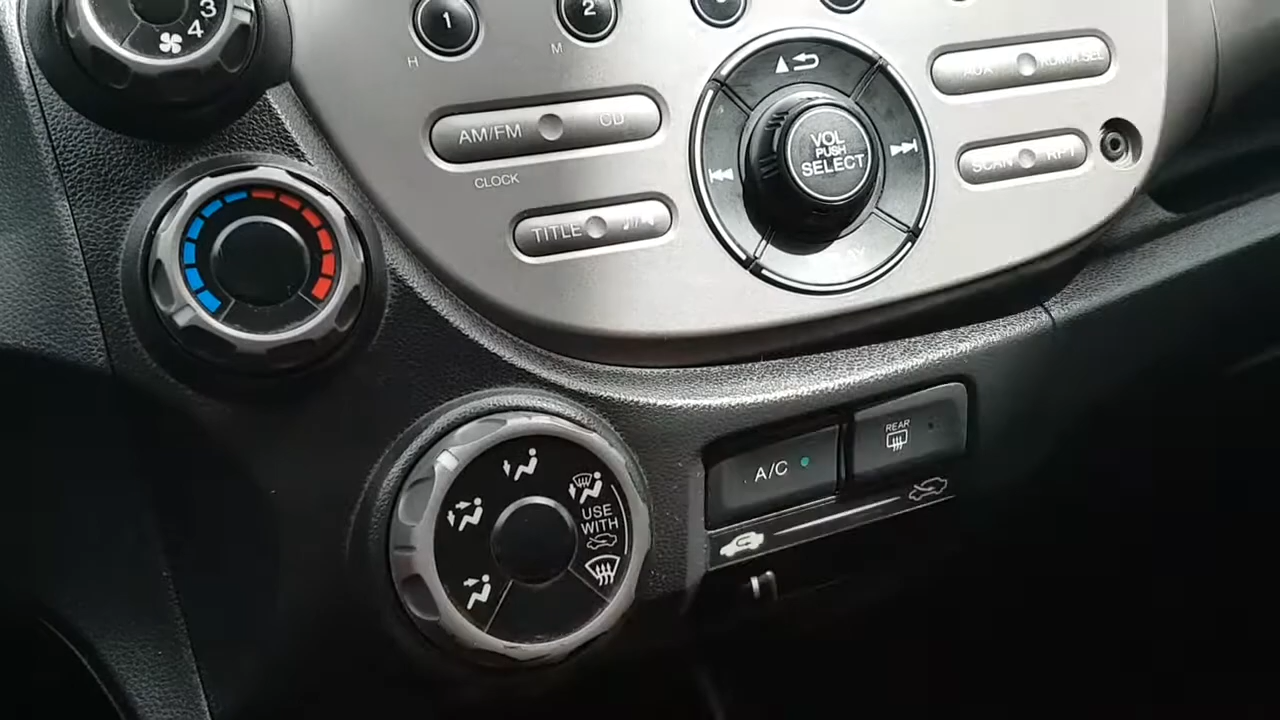 3
4
1
2
H
M
AM/FM CD
CLOCK
TITLE
VOL
PUSH
SELECT
AUX
SCAN RPT
USE
WITH
A/C
REAR